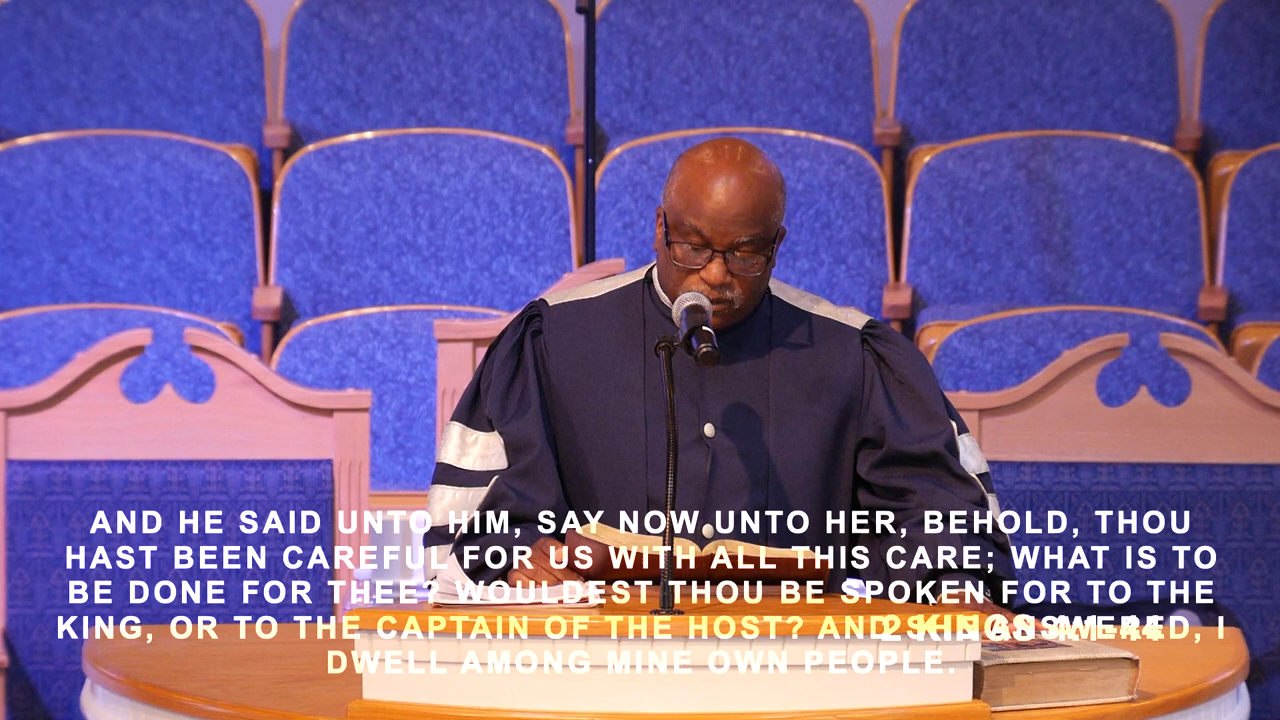 AND HE SAID UNTO HIM, SAY NOW UNTO HER, BEHOLD, THOU
HAST BEEN CAREFUL FOR US WITH ALL THIS CARE; WHAT IS TO
BE DONE FOR THEE? WOULDEST THOU BE SPOKEN FOR TO THE
KING, OR TO THE CAPTAIN OF THE HOST? AND SHE ANSWERED, I
DWELL AMONG MINE OWN PEOPLE.
2 KINGS